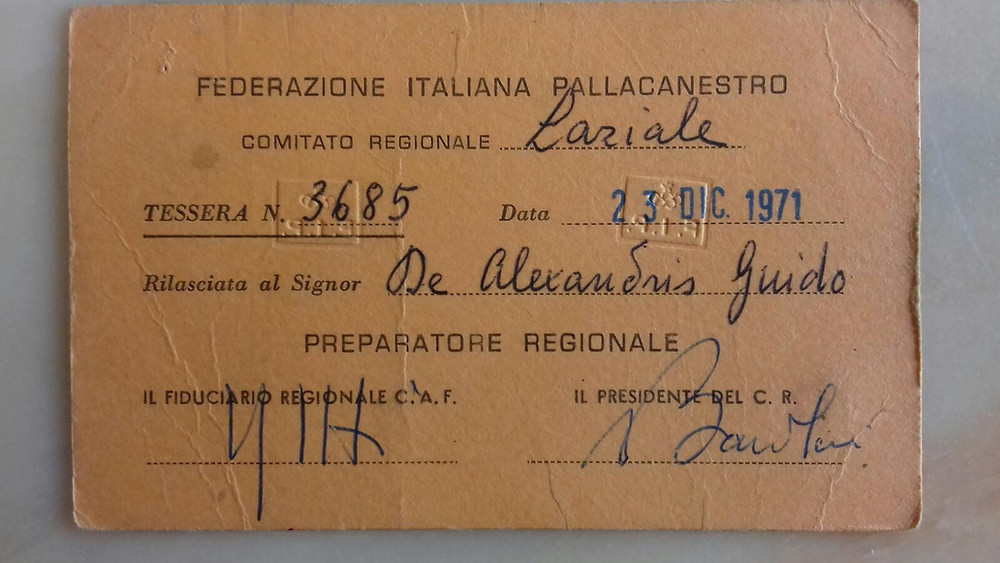 FEDERAZIONE ITALIANA PALLACANESTRO
COMITATO REGIONALE Laziale
TESSERA N. 3685 Data 23 DIC. 1971
Rilasciata al Signor De Alexandris Guido
PREPARATORE REGIONALE
IL FIDUCIARIO REGIONALE C. A. F. IL PRESIDENTE DEL C. R.